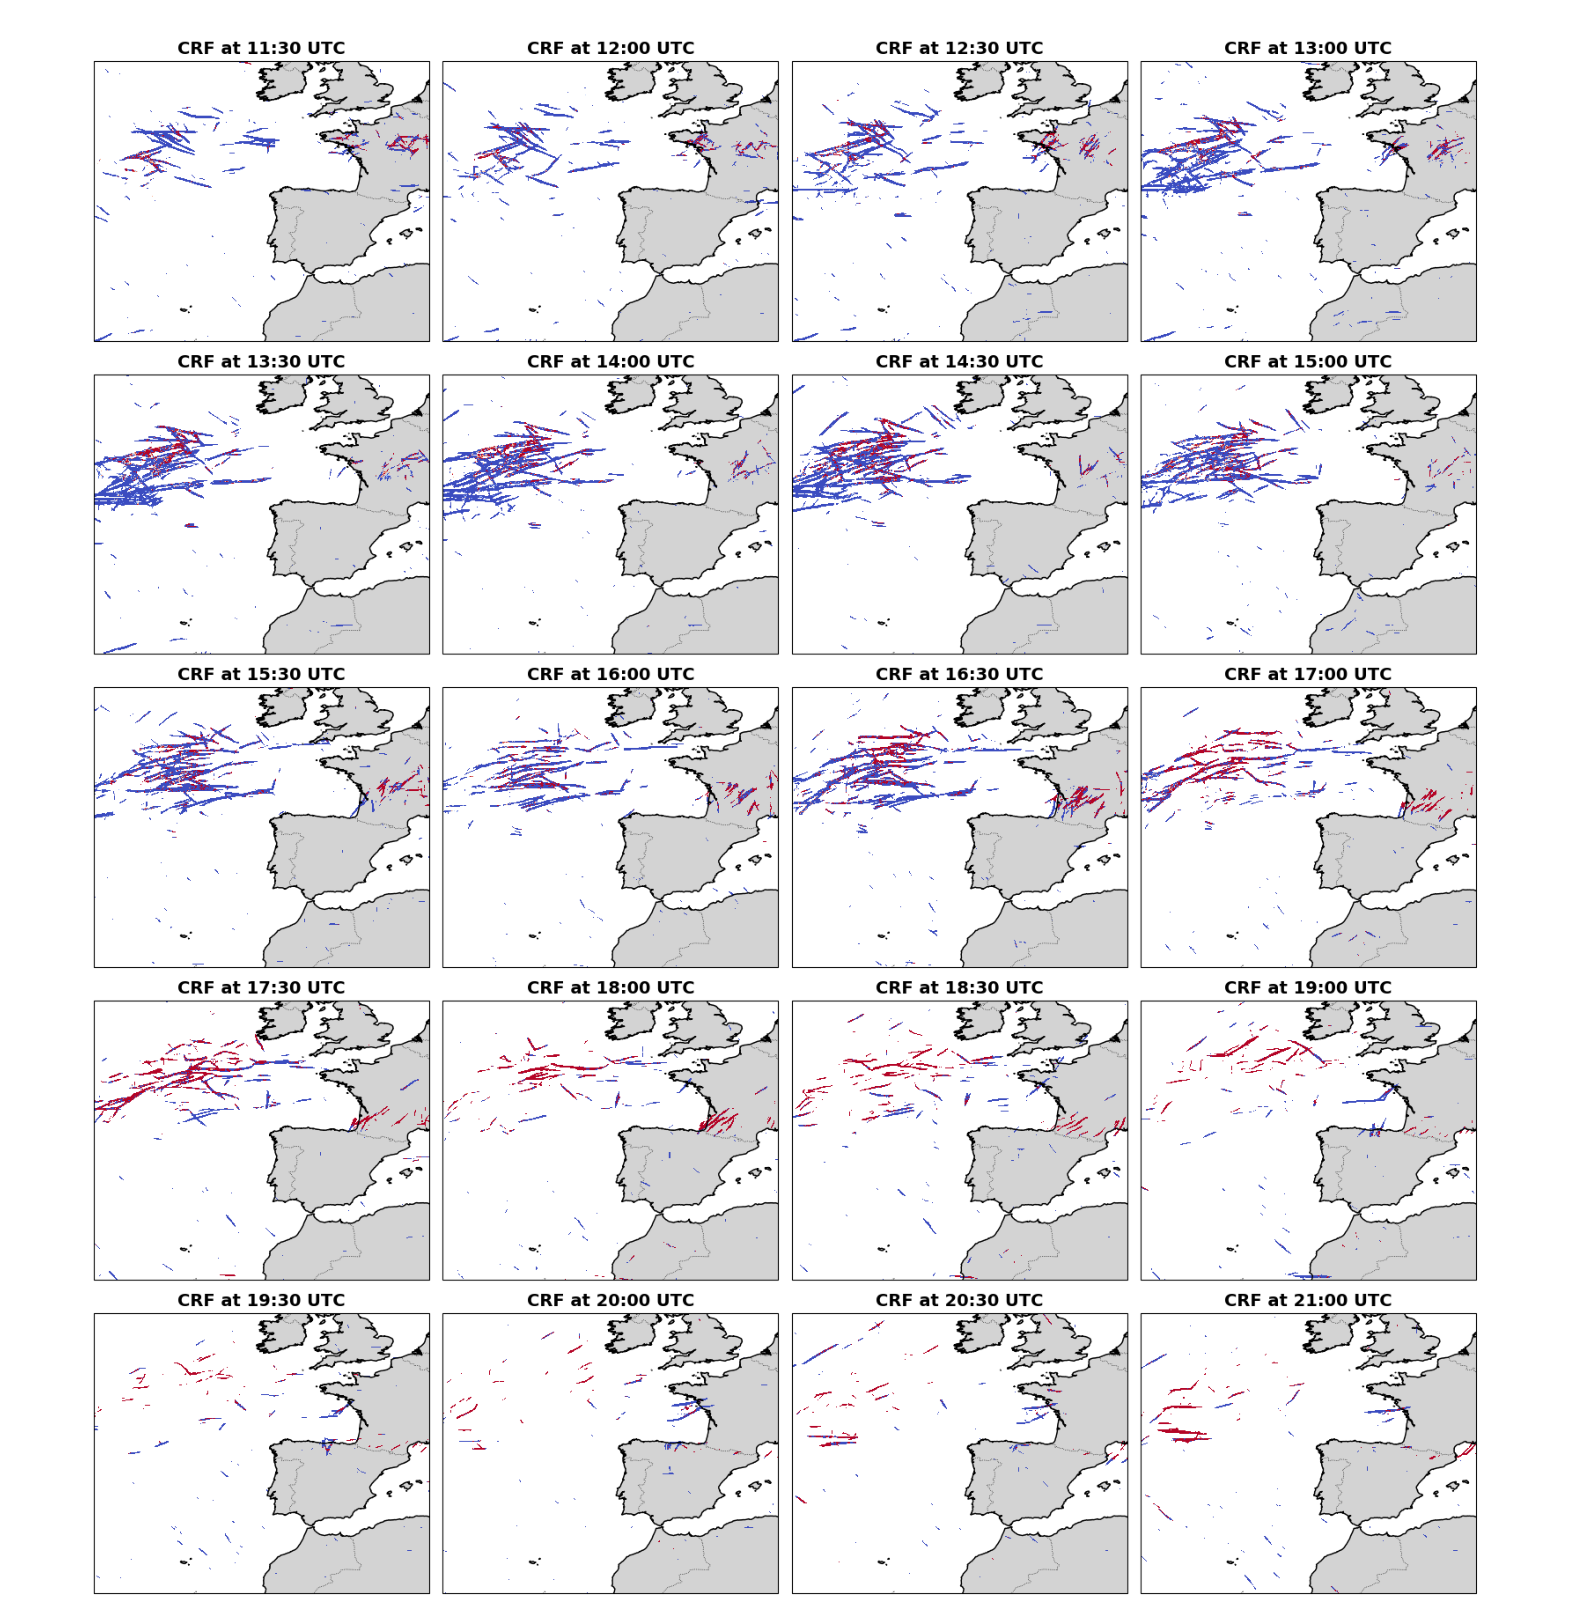 CRF at 11:30 UTC
CRF at 12:00 UTC
CRF at 12:30 UTC
CRF at 13:00 UTC
CRF at 13:30 UTC
CRF at 14:00 UTC
CRF at 14:30 UTC
CRF at 15:00 UTC
CRF at 15:30 UTC
CRF at 16:00 UTC
CRF at 16:30 UTC
CRF at 17:00 UTC
CRF at 17:30 UTC
CRF at 18:00 UTC
CRF at 18:30 UTC
CRF at 19:00 UTC
CRF at 19:30 UTC
CRF at 20:00 UTC
CRF at 20:30 UTC
CRF at 21:00 UTC